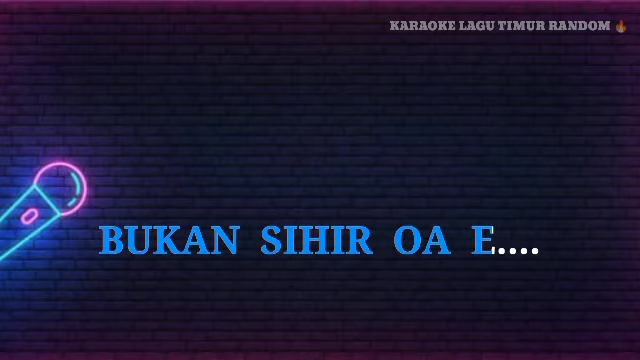 KARAOKE LAGU TIMUR RANDOM 🔥
BUKAN SIHIR OA E....